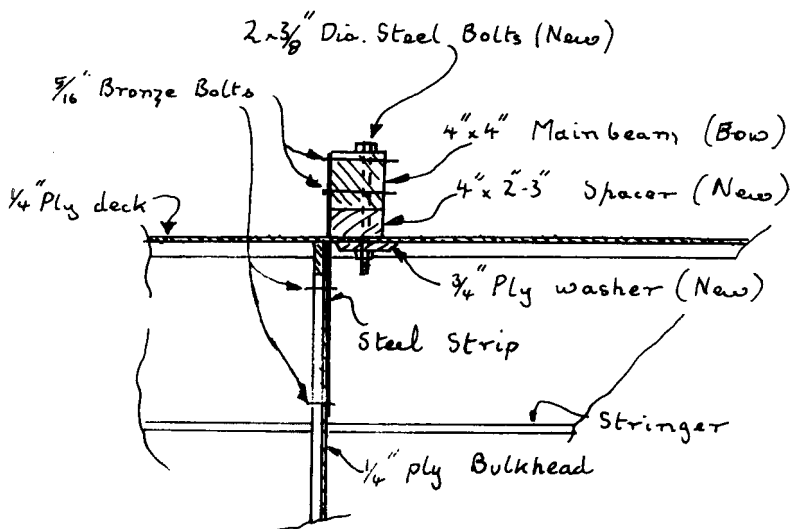 2 x 3/8" Dia. Steel Bolts (New)
5/16" Bronze Bolts
4" x 4" Mainbeam (Bow)
4" x 2"-3" Spacer (New)
1/4" Ply deck
3/4" Ply washer (New)
Steel Strip
Stringer
1/4" ply Bulkhead